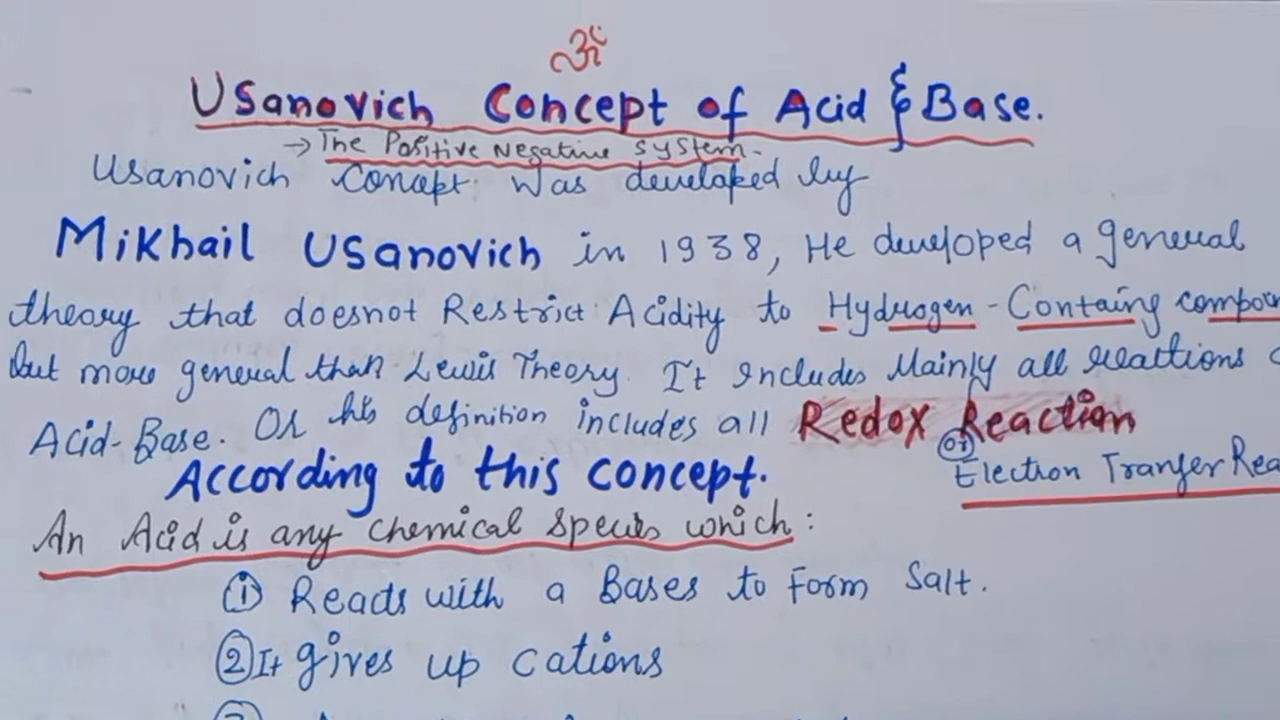 ॐ
Usanovich Concept of Acid & Base.
→ The Positive Negative System.
Usanovich Concept. Was developed by
Mikhail Usanovich in 1938, He developed a general
theory that doesnot Restrict Acidity to Hydrogen-Containg
but more general than Lewis Theory. It Includes Mainly all reactions
Acid-Base. Or his definition includes all Redox Reaction
(or)
Election Tranfer
According to this concept.
An Acid is any chemical species which :
① Reacts with a Bases to Form Salt.
② It gives up cations